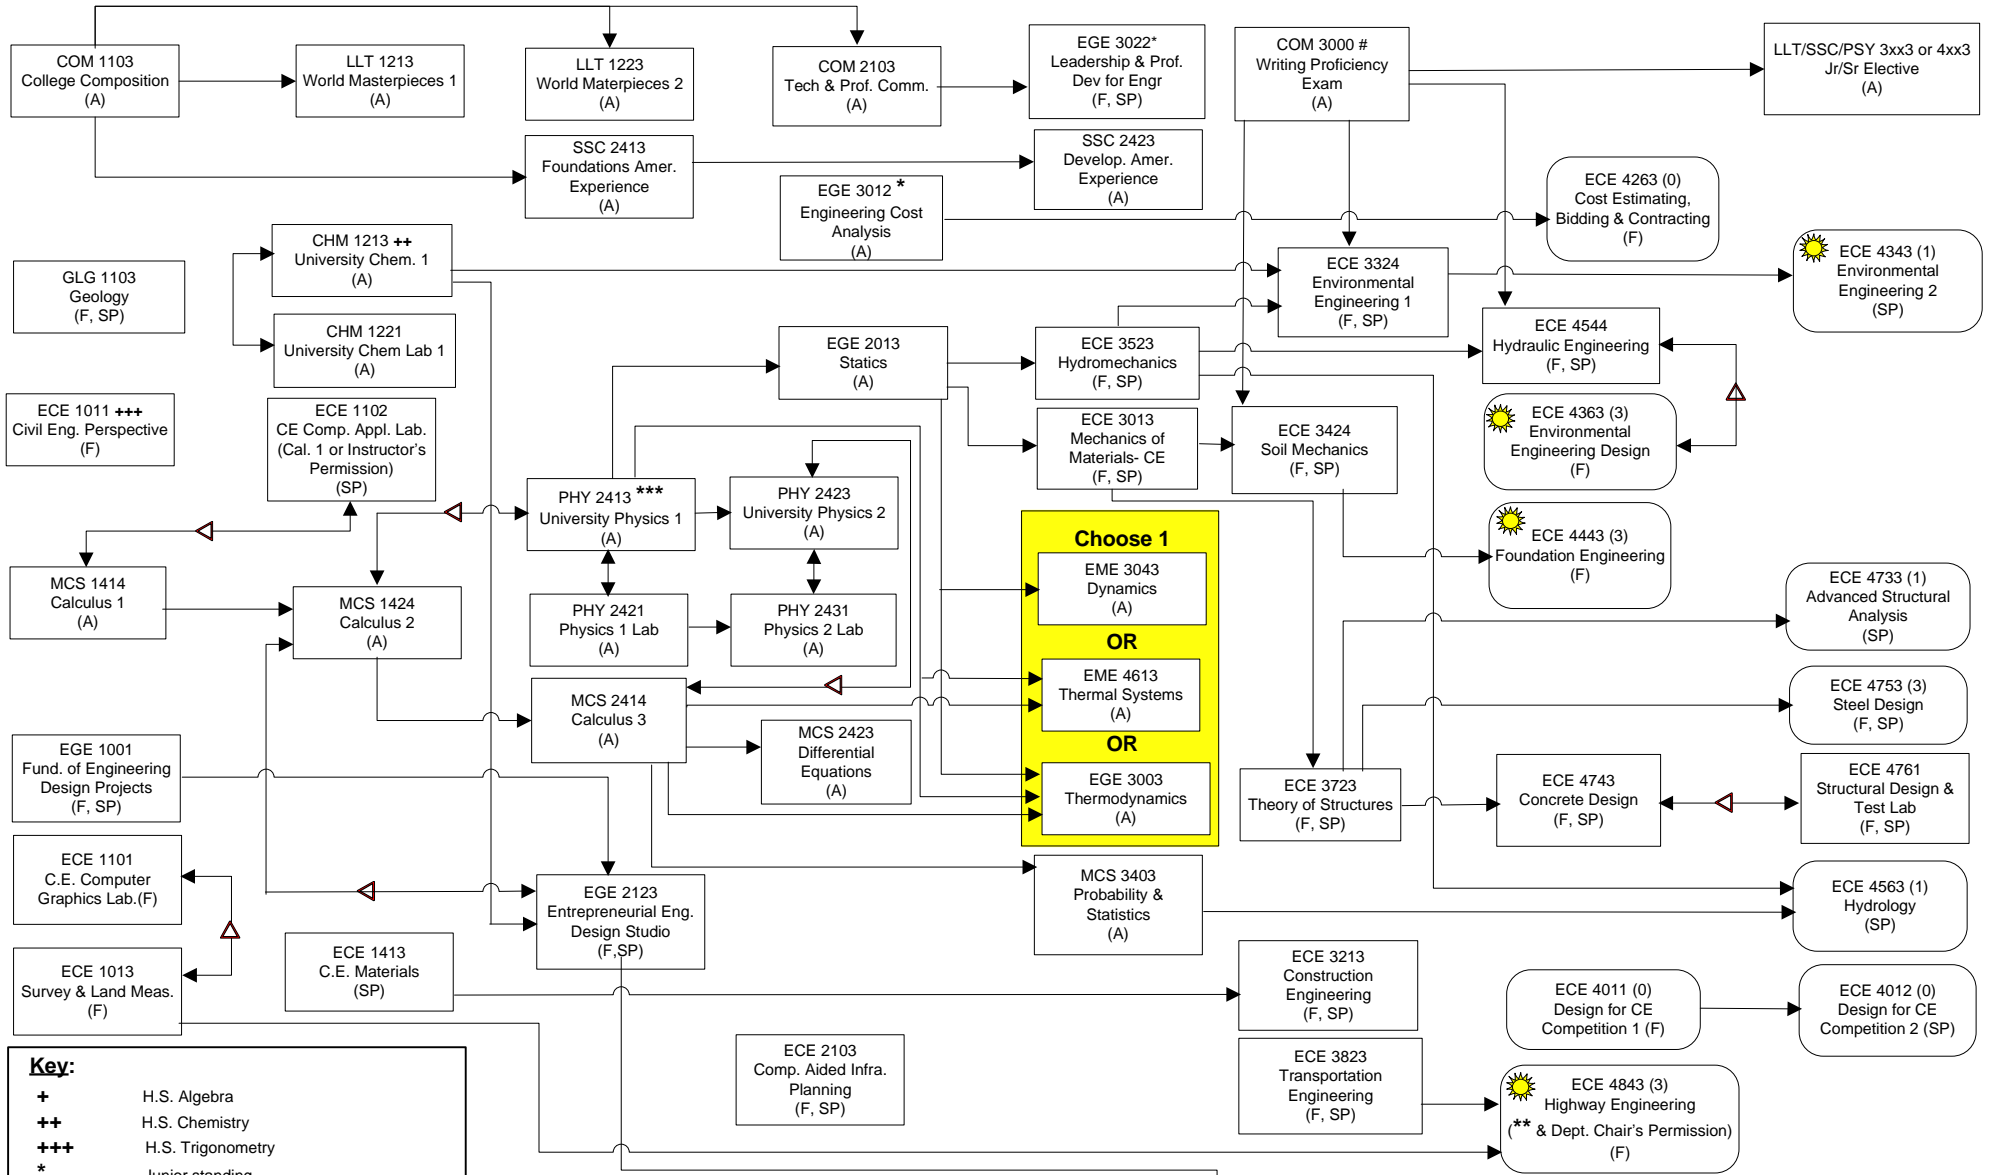 COM 1103
College Composition
(A)
LLT 1213
World Masterpieces 1
(A)
LLT 1223
World Materpieces 2
(A)
COM 2103
Tech & Prof. Comm.
(A)
EGE 3022*
Leadership & Prof.
Dev for Engr
(F, SP)
COM 3000 #
Writing Proficiency
Exam
(A)
LLT/SSC/PSY 3xx3 or 4xx3
Jr/Sr Elective
(A)
SSC 2413
Foundations Amer.
Experience
(A)
SSC 2423
Develop. Amer.
Experience
(A)
EGE 3012 *
Engineering Cost
Analysis
(A)
ECE 4263 (0)
Cost Estimating,
Bidding & Contracting
(F)
CHM 1213 ++
University Chem. 1
(A)
GLG 1103
Geology
(F, SP)
ECE 3324
Environmental
Engineering 1
(F, SP)
ECE 4343 (1)
Environmental
Engineering 2
(SP)
CHM 1221
University Chem Lab 1
(A)
EGE 2013
Statics
(A)
ECE 3523
Hydromechanics
(F, SP)
ECE 4544
Hydraulic Engineering
(F, SP)
ECE 1011 +++
Civil Eng. Perspective
(F)
ECE 1102
CE Comp. Appl. Lab.
(Cal. 1 or Instructor's
Permission)
(SP)
ECE 3013
Mechanics of
Materials- CE
(F, SP)
ECE 3424
Soil Mechanics
(F, SP)
ECE 4363 (3)
Environmental
Engineering Design
(F)
PHY 2413 ***
University Physics 1
(A)
PHY 2423
University Physics 2
(A)
ECE 4443 (3)
Foundation Engineering
(F)
Choose 1
EME 3043
Dynamics
(A)
OR
EME 4613
Thermal Systems
(A)
OR
EGE 3003
Thermodynamics
(A)
MCS 1414
Calculus 1
(A)
MCS 1424
Calculus 2
(A)
PHY 2421
Physics 1 Lab
(A)
PHY 2431
Physics 2 Lab
(A)
ECE 4733 (1)
Advanced Structural
Analysis
(SP)
MCS 2414
Calculus 3
(A)
MCS 2423
Differential
Equations
(A)
ECE 4753 (3)
Steel Design
(F, SP)
EGE 1001
Fund. of Engineering
Design Projects
(F, SP)
ECE 3723
Theory of Structures
(F, SP)
ECE 4743
Concrete Design
(F, SP)
ECE 4761
Structural Design &
Test Lab
(F, SP)
ECE 1101
C.E. Computer
Graphics Lab.(F)
EGE 2123
Entrepreneurial Eng.
Design Studio
(F,SP)
MCS 3403
Probability &
Statistics
(A)
ECE 4563 (1)
Hydrology
(SP)
ECE 1013
Survey & Land Meas.
(F)
ECE 1413
C.E. Materials
(SP)
ECE 3213
Construction
Engineering
(F, SP)
ECE 4011 (0)
Design for CE
Competition 1 (F)
ECE 4012 (0)
Design for CE
Competition 2 (SP)
ECE 2103
Comp. Aided Infra.
Planning
(F, SP)
ECE 3823
Transportation
Engineering
(F, SP)
ECE 4843 (3)
Highway Engineering
(** & Dept. Chair's Permission)
(F)
Key:
+ H.S. Algebra
++ H.S. Chemistry
+++ H.S. Trigonometry
* Junior standing